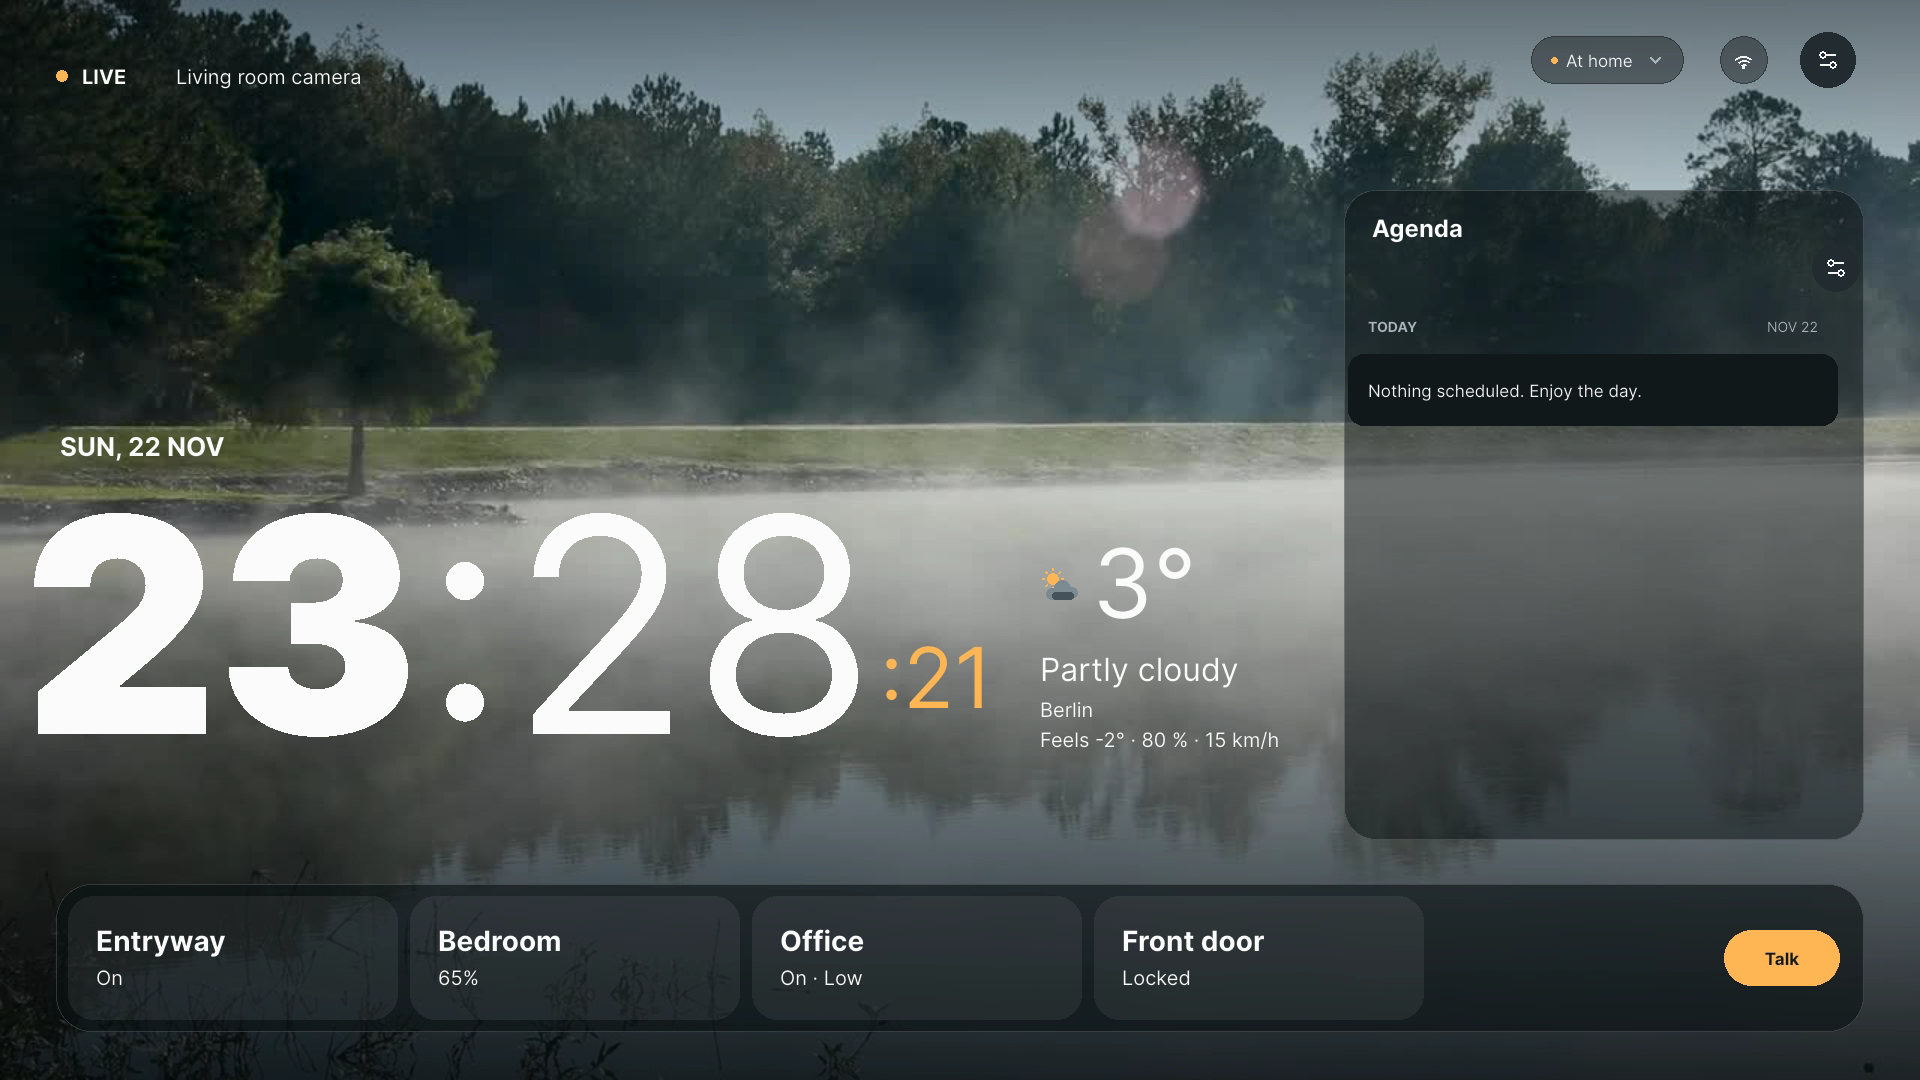 LIVE
Living room camera
At home
Agenda
TODAY
NOV 22
Nothing scheduled. Enjoy the day.
SUN, 22 NOV
23:28:21
3°
Partly cloudy
Berlin
Feels -2° · 80 % · 15 km/h
Entryway
On
Bedroom
65%
Office
On · Low
Front door
Locked
Talk